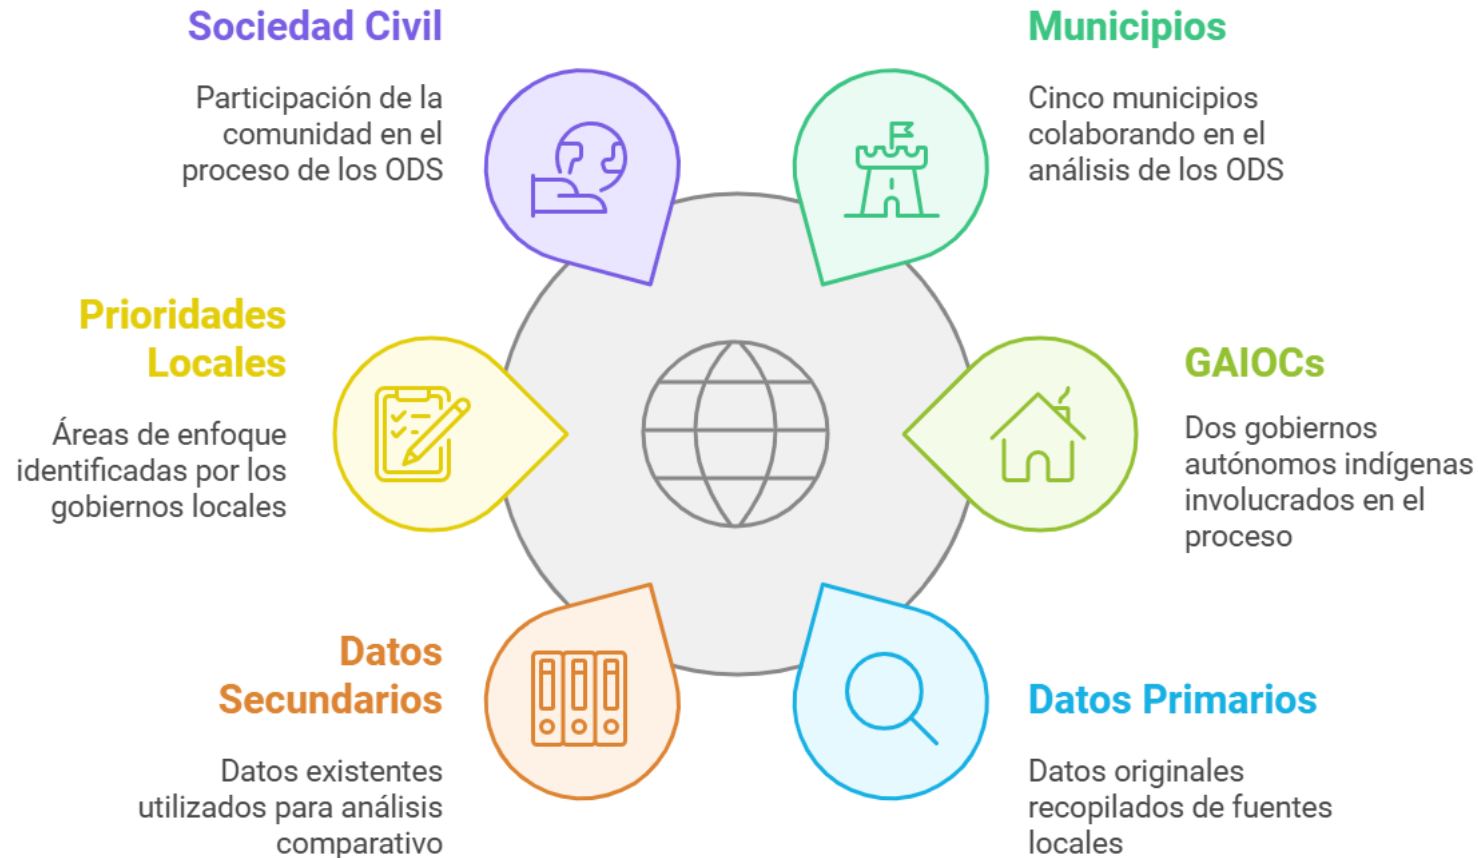 Sociedad Civil
Participación de la
comunidad en el
proceso de los ODS
Municipios
Cinco municipios
colaborando en el
análisis de los ODS
Prioridades
Locales
Áreas de enfoque
identificadas por los
gobiernos locales
GAIOCs
Dos gobiernos
autónomos indígenas
involucrados en el
proceso
Datos
Secundarios
Datos existentes
utilizados para análisis
comparativo
Datos Primarios
Datos originales
recopilados de fuentes
locales